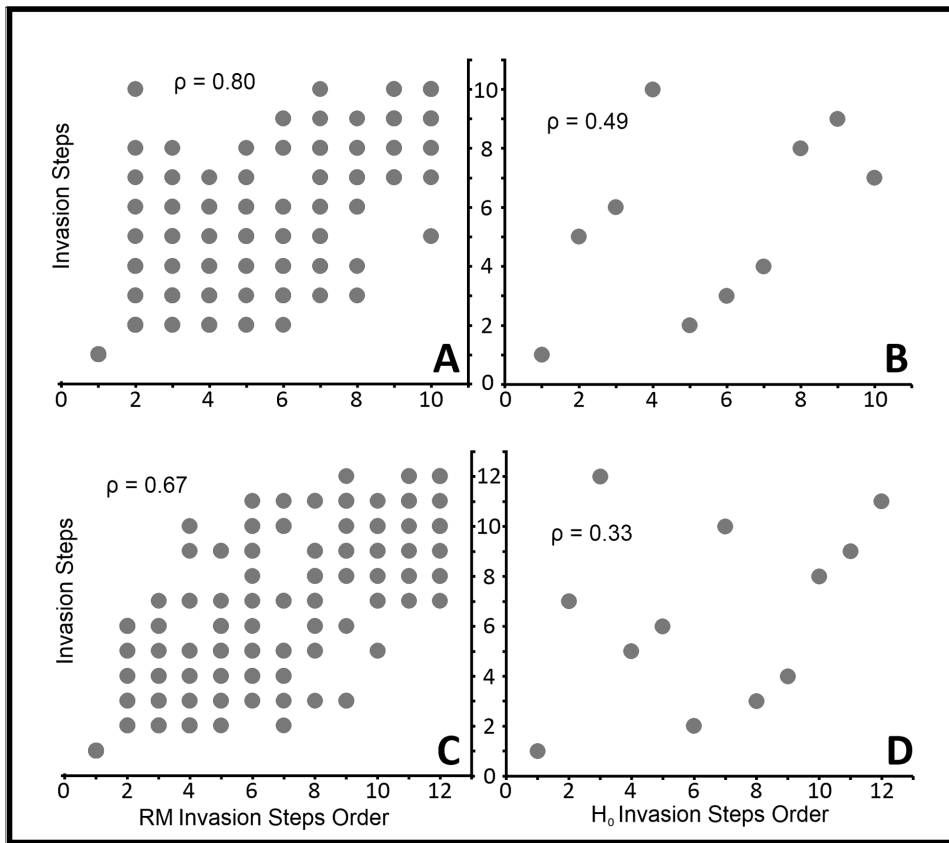 ρ = 0.80
Invasion Steps
A
0 2 4 6 8 10
10
8
6
4
2
0
ρ = 0.49
B
0 2 4 6 8 10
ρ = 0.67
Invasion Steps
C
0 2 4 6 8 10 12
RM Invasion Steps Order
12
10
8
6
4
2
0
ρ = 0.33
D
0 2 4 6 8 10 12
H₀ Invasion Steps Order